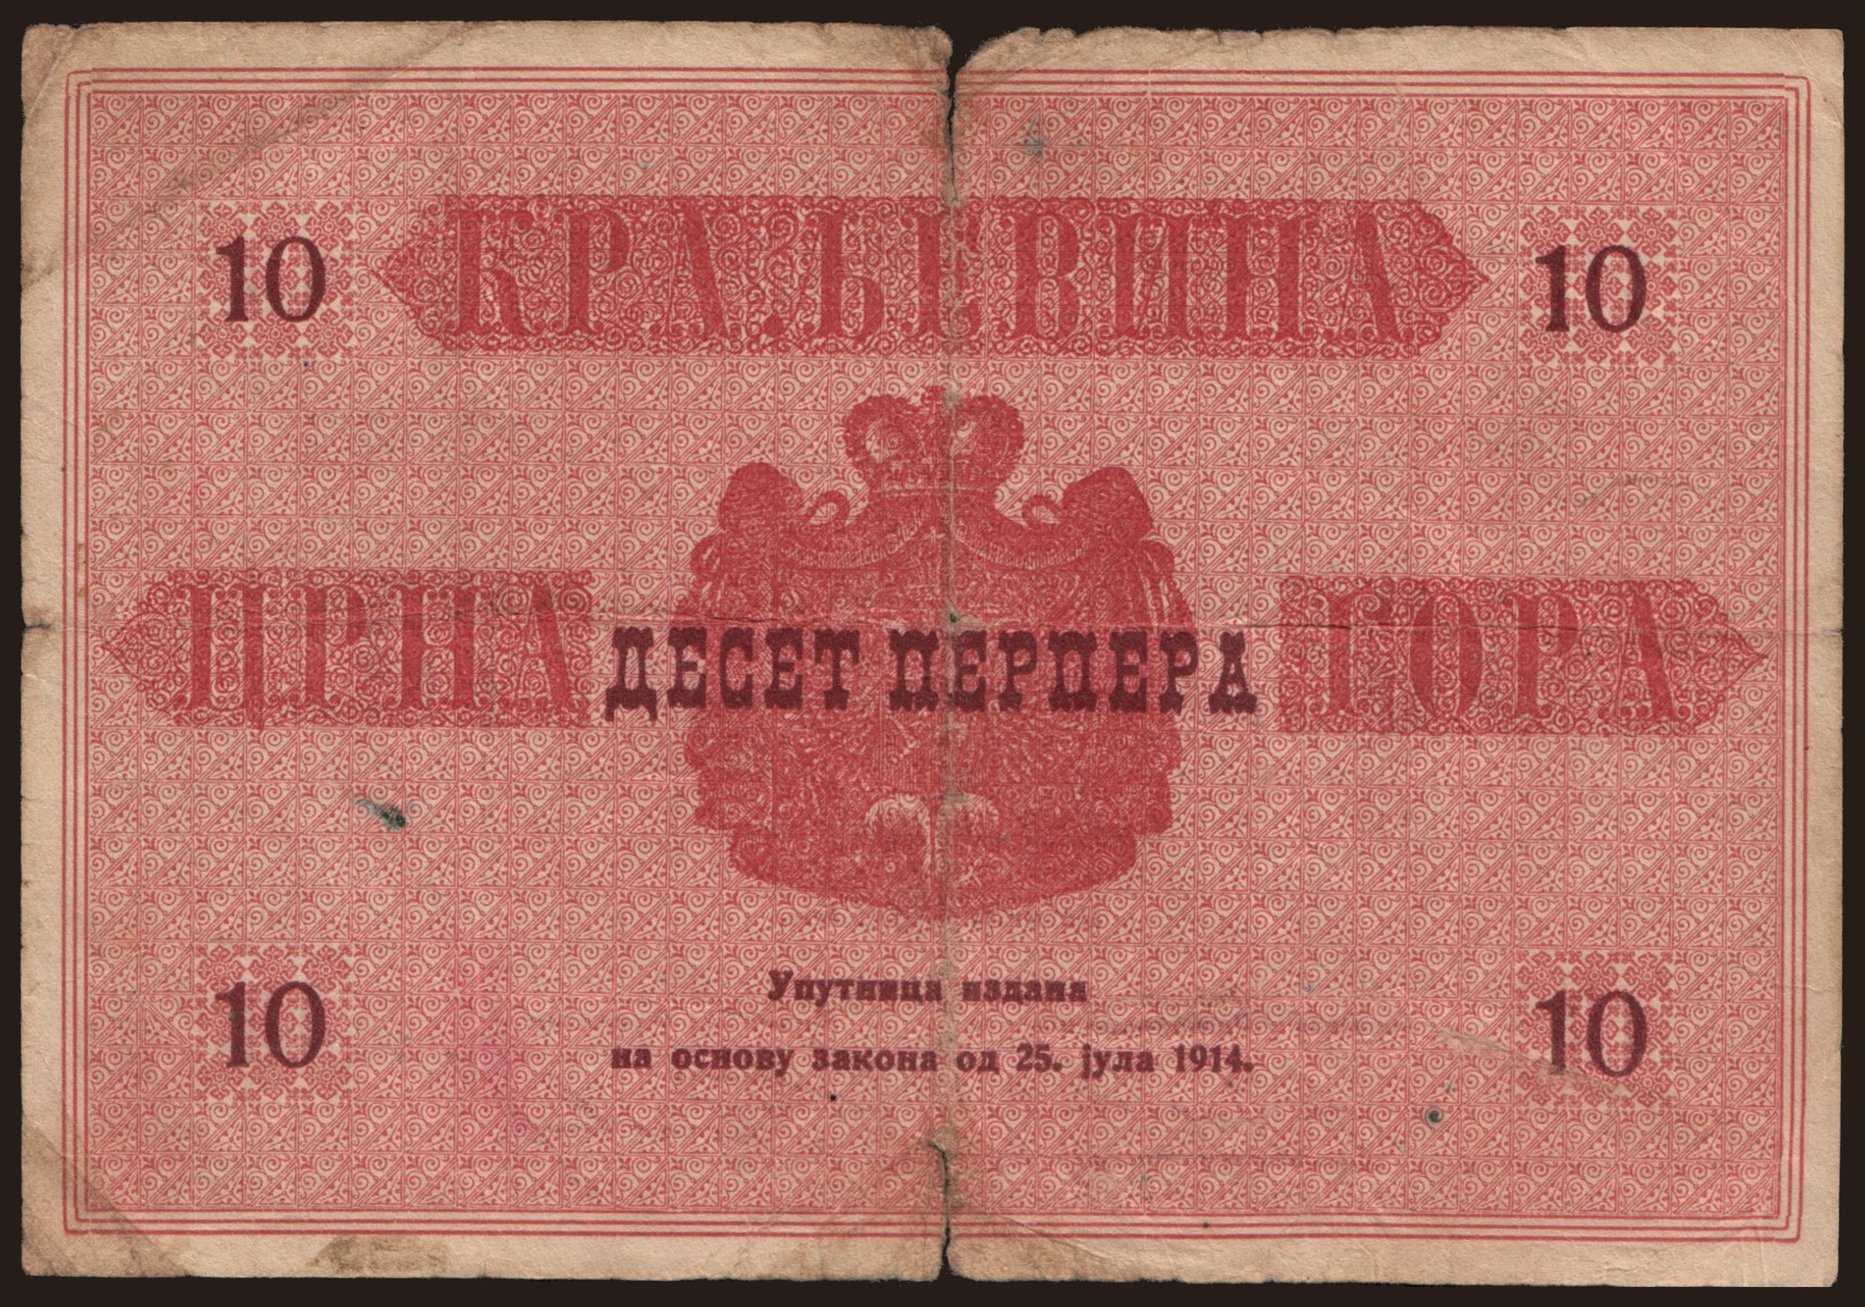 10 КРАЉЕВИНА 10
ЦРНА ДЕСЕТ ПЕРПЕРА ГОРА
Упутница издана
10 на основу закона од 25. јула 1914. 10